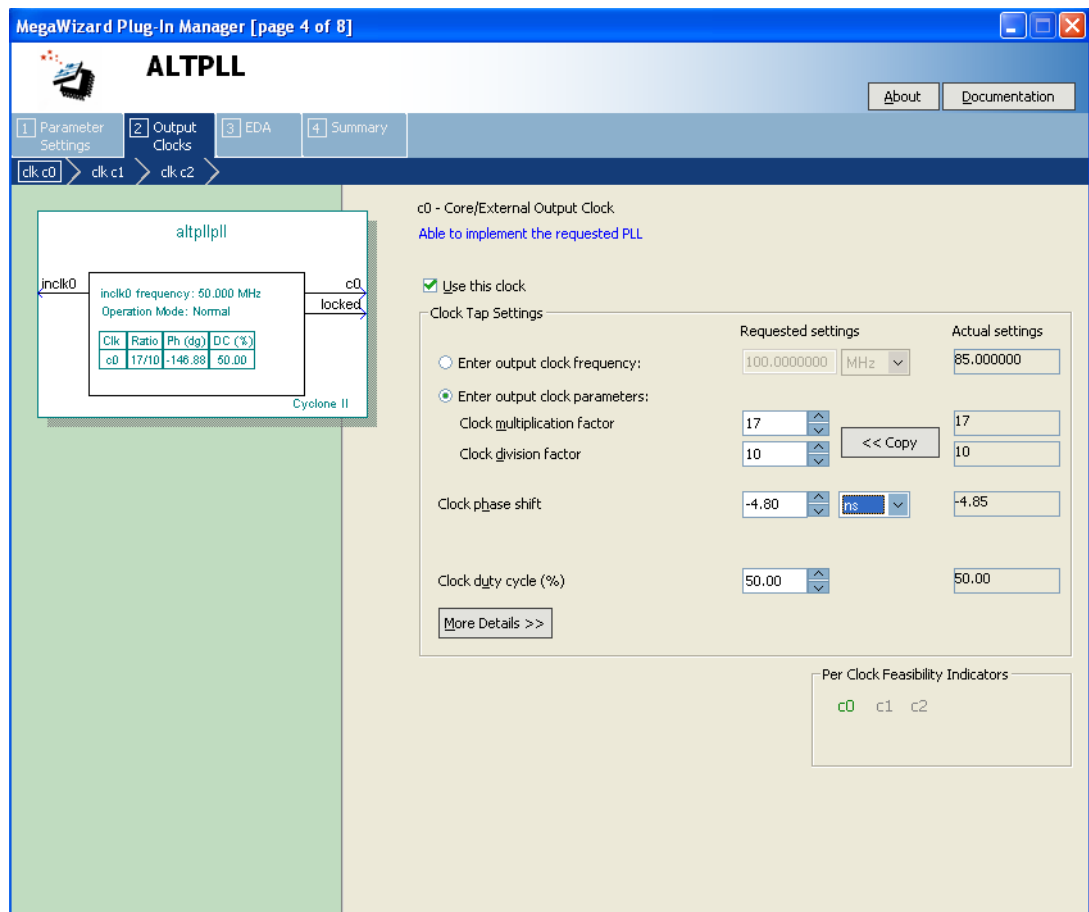 MegaWizard Plug-In Manager [page 4 of 8]
ALTPLL
About
Documentation
1 Parameter Settings
2 Output Clocks
3 EDA
4 Summary
clk c0
clk c1
clk c2
altpllpll
inclk0
c0
locked
inclk0 frequency: 50.000 MHz
Operation Mode: Normal
Clk Ratio Ph (dg) DC (%)
c0 17/10 -146.88 50.00
Cyclone II
c0 - Core/External Output Clock
Able to implement the requested PLL
Use this clock
Clock Tap Settings
Requested settings Actual settings
Enter output clock frequency: 100.0000000 MHz 85.000000
Enter output clock parameters:
Clock multiplication factor 17 17
<< Copy
Clock division factor 10 10
Clock phase shift -4.80 ns -4.85
Clock duty cycle (%) 50.00 50.00
More Details >>
Per Clock Feasibility Indicators
c0 c1 c2